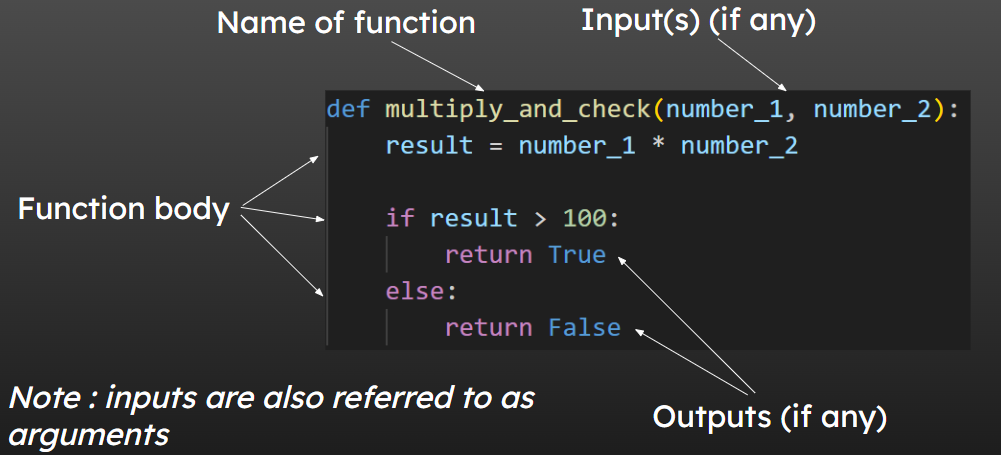 Name of function
Input(s) (if any)
def multiply_and_check(number_1, number_2):
    result = number_1 * number_2
Function body
    if result > 100:
        return True
    else:
        return False
Note : inputs are also referred to as
arguments
Outputs (if any)